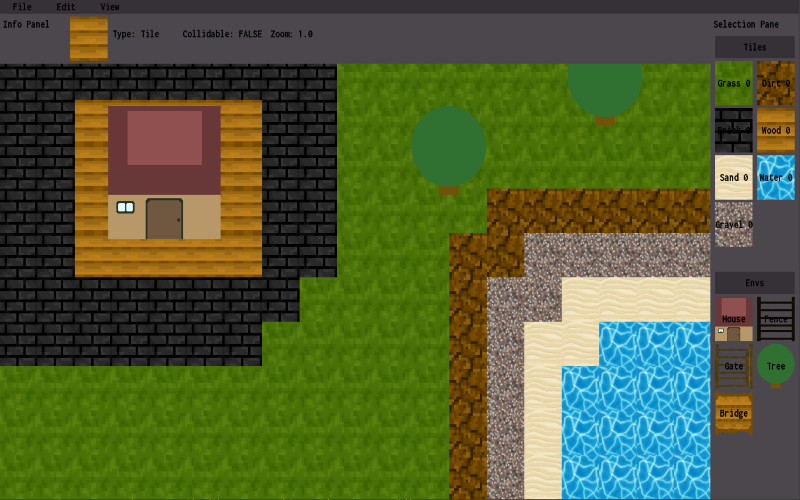 File Edit View
Info Panel
Type: Tile Collidable: FALSE Zoom: 1.0
Selection Pane
Tiles
Grass 0 Dirt 0
Wood 0
Sand 0 Water 0
Gravel 0
Envs
House Fence
Gate Tree
Bridge